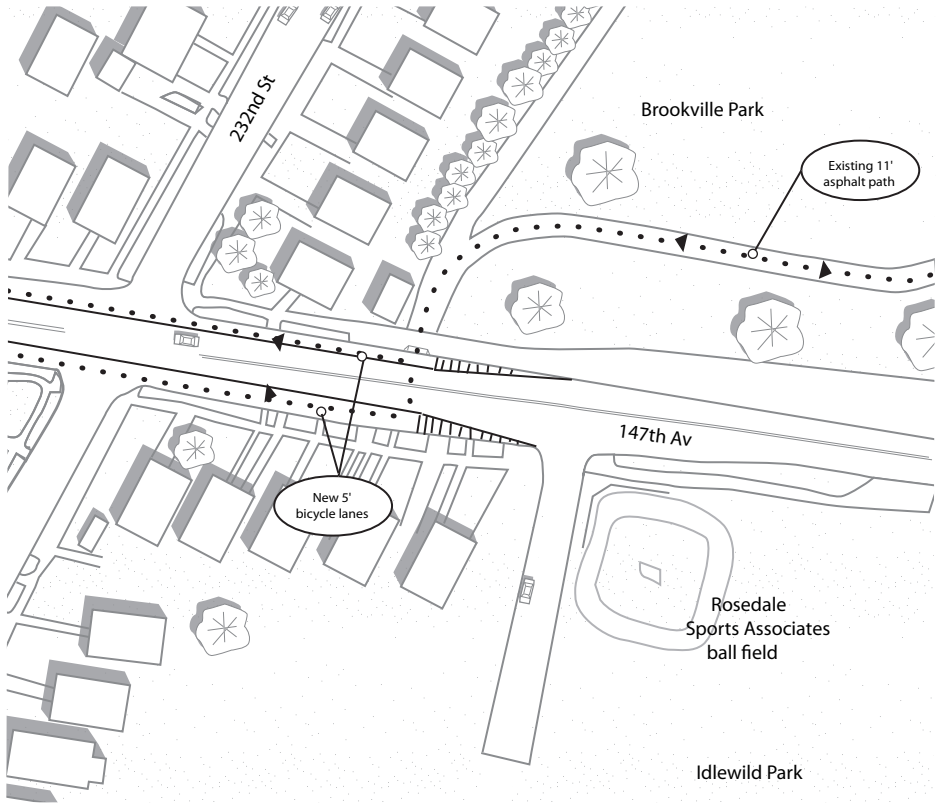 232nd St
Brookville Park
Existing 11'
asphalt path
147th Av
New 5'
bicycle lanes
Rosedale
Sports Associates
ball field
Idlewild Park